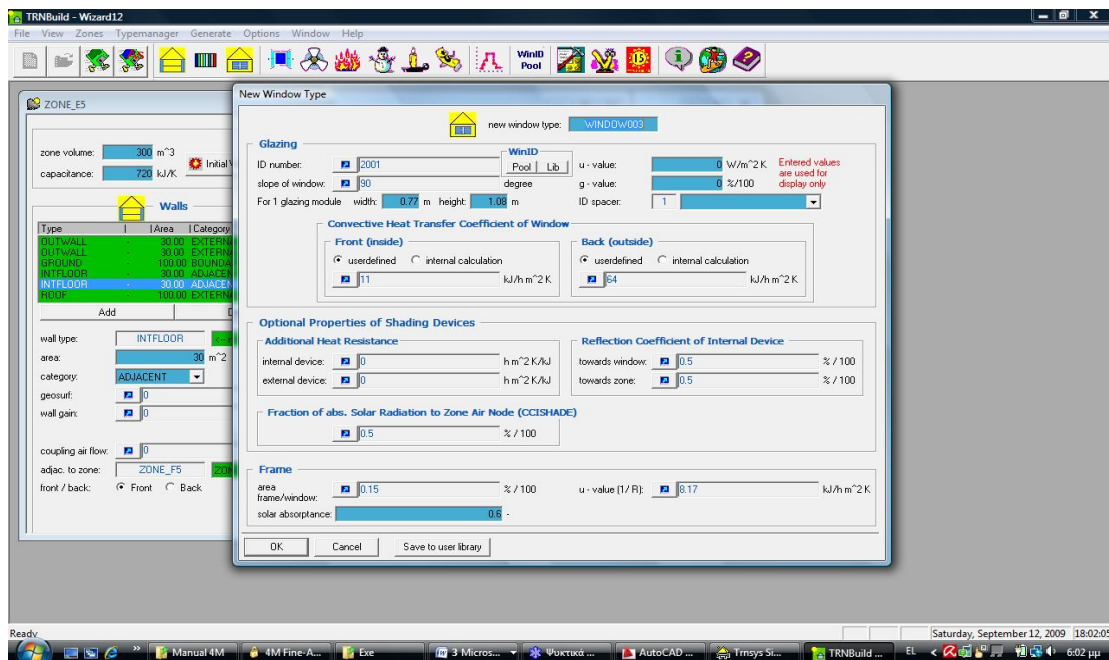 TRNBuild - Wizard12
File View Zones Typemanager Generate Options Window Help
WinID Pool
15
ZONE_E5
zone volume: 300 m^3
capacitance: 720 kJ/K
Walls
Type Area Category
OUTWALL - 30.00
OUTWALL - 30.00
GROUND - 100.00
INTFLOOR - 30.00
INTFLOOR - 30.00
ROOF - 100.00
Add
wall type: INTFLOOR
area: 30 m^2
category: ADJACENT
geosurf: 0
wall gain: 0
coupling air flow: 0
adjac. to zone: ZONE_F5
front / back: Front Back
New Window Type
new window type: WINDOW003
Glazing
WinID
ID number: 2001 Pool Lib u - value: 0 W/m^2 K Entered values
are used for
slope of window: 90 degree g - value: 0 %/100 display only
For 1 glazing module width: 0.77 m height: 1.08 m ID spacer: 1
Convective Heat Transfer Coefficient of Window
Front (inside) Back (outside)
userdefined internal calculation userdefined internal calculation
11 kJ/h m^2 K 64 kJ/h m^2 K
Optional Properties of Shading Devices
Additional Heat Resistance Reflection Coefficient of Internal Device
internal device: 0 h m^2 K/kJ towards window: 0.5 % / 100
external device: 0 h m^2 K/kJ towards zone: 0.5 % / 100
Fraction of abs. Solar Radiation to Zone Air Node (CCISHADE)
0.5 % / 100
Frame
area
frame/window: 0.15 % / 100 u - value (1/ R): 8.17 kJ/h m^2 K
solar absorptance: 0.6 -
OK Cancel Save to user library
Ready
Saturday, September 12, 2009 18:02:05
Manual 4M 4M Fine-A... Exe 3 Micros... Ψυκτικά ... AutoCAD ... Trnsys Si... TRNBuild ... EL 6:02 μμ